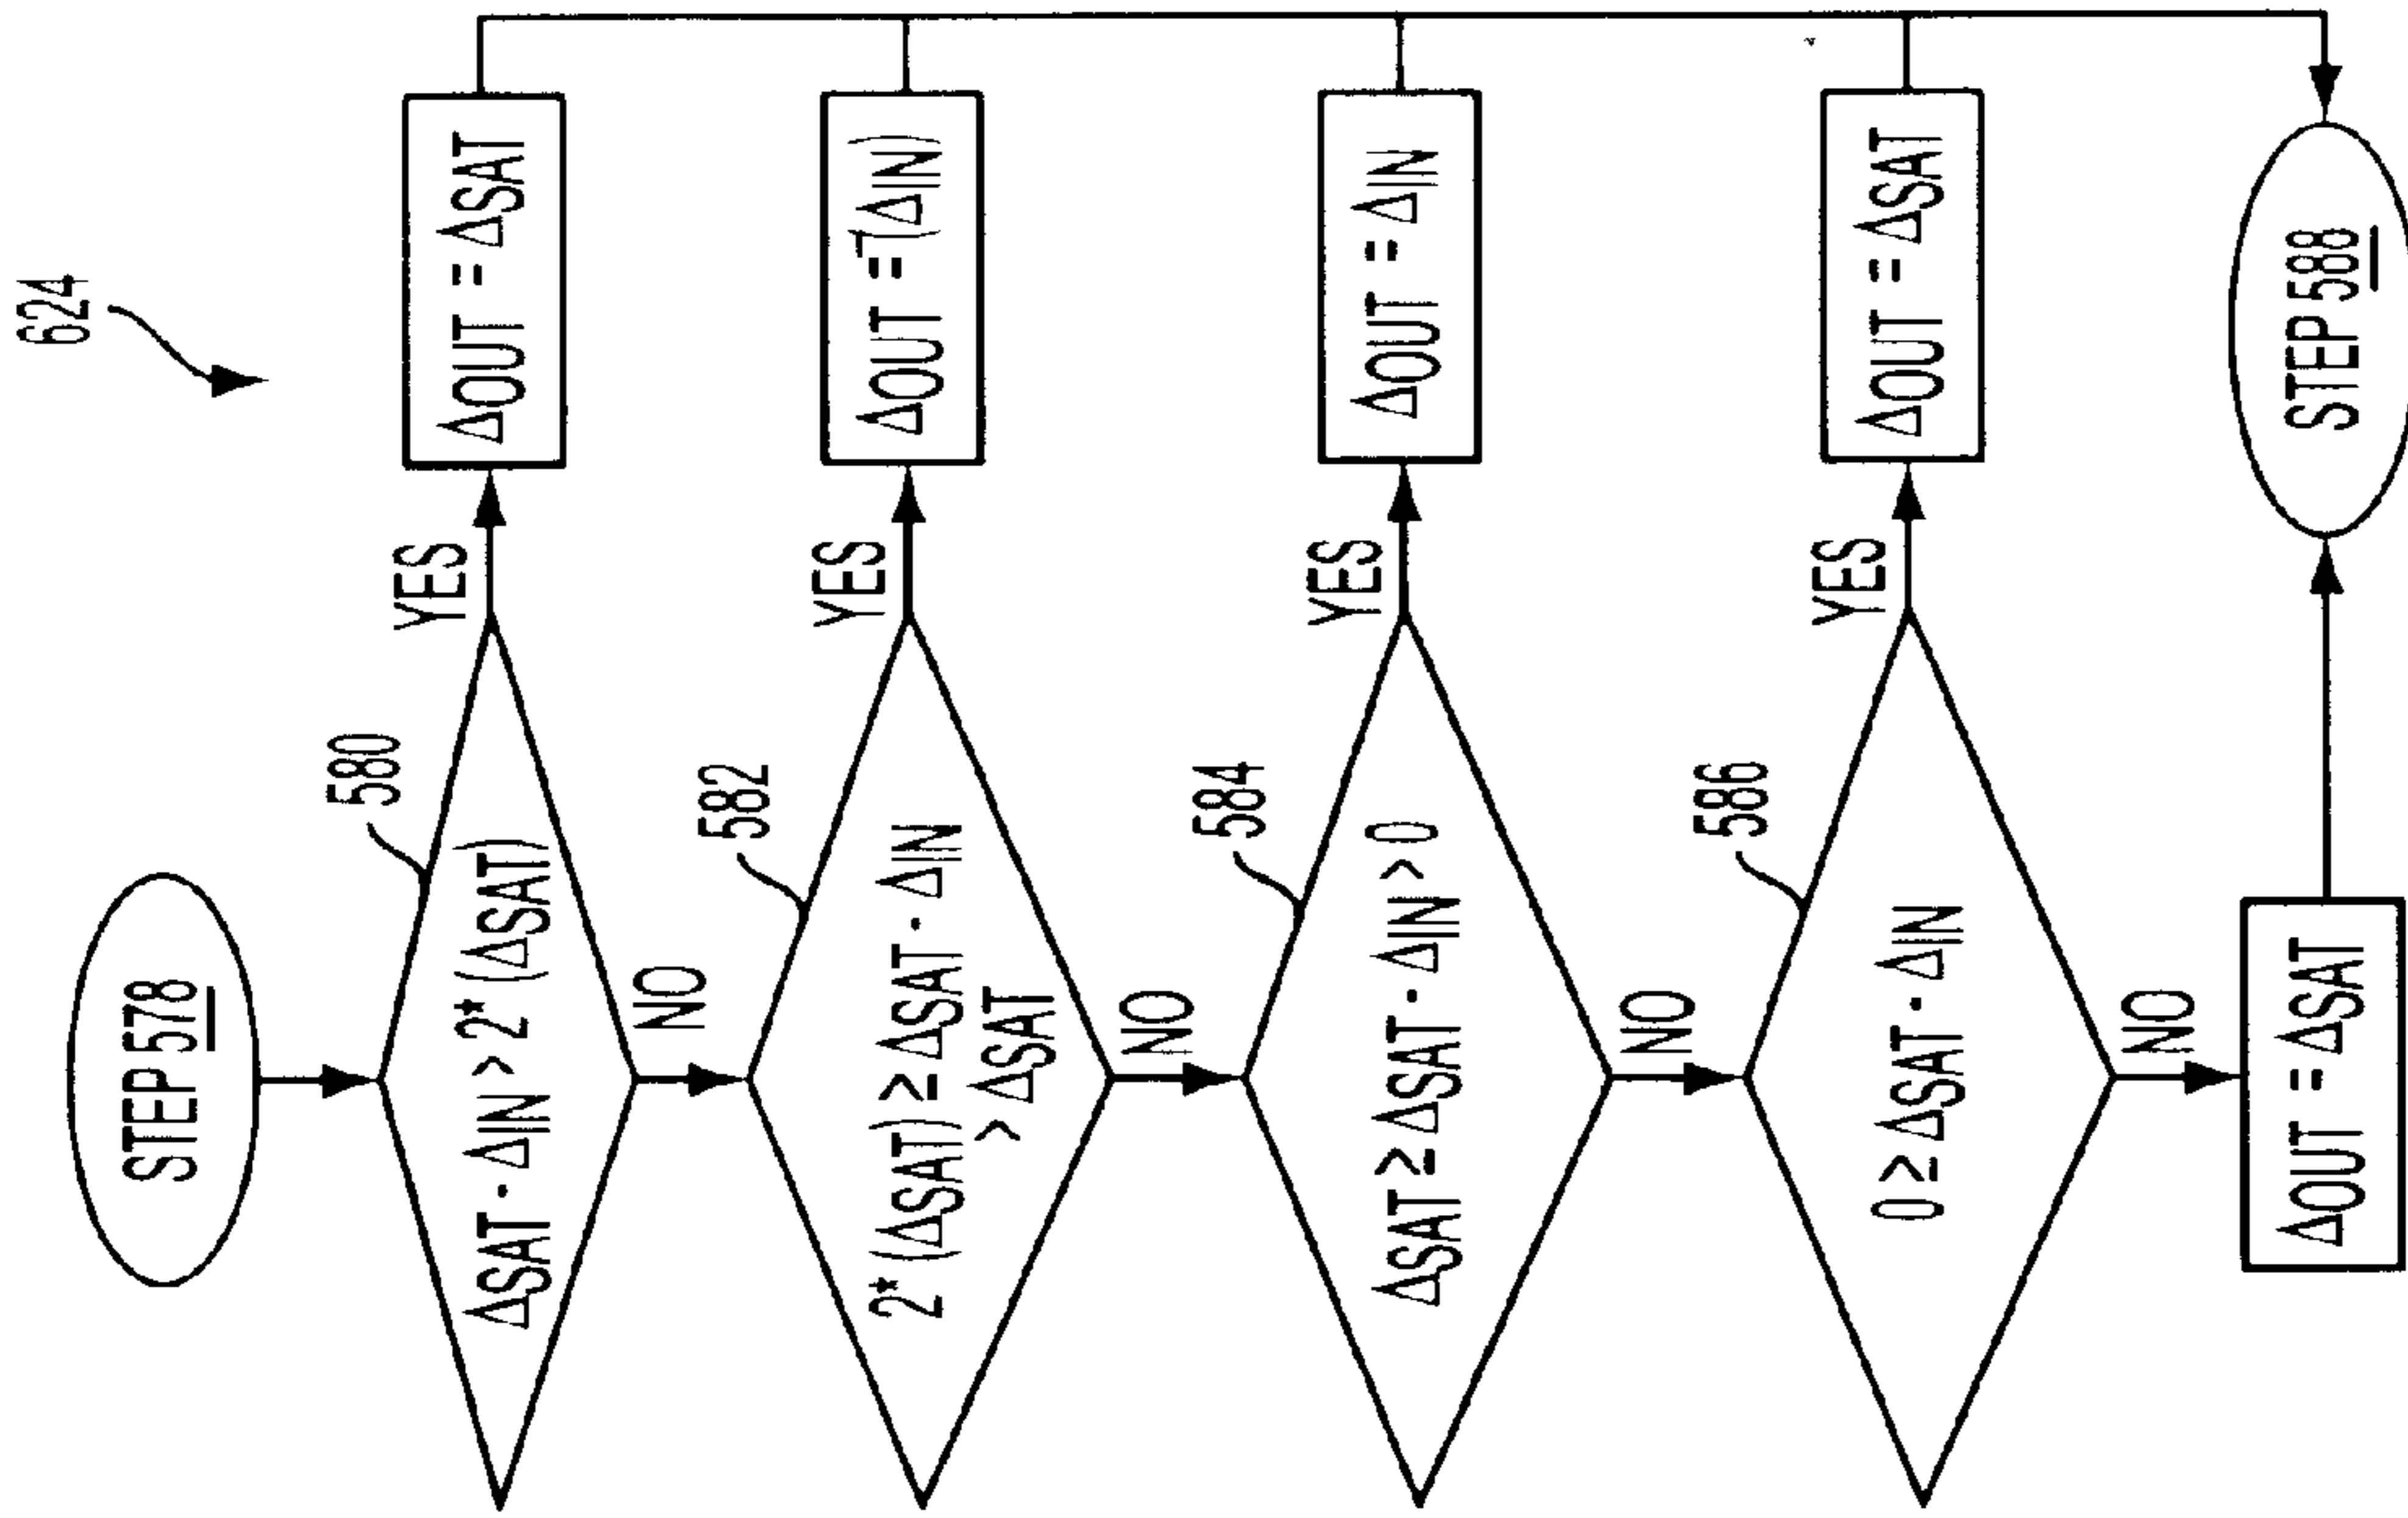 624
STEP 578
580
ΔSAT · ΔIN > 2* (ΔSAT)
YES
ΔOUT = ΔSAT
NO
582
2* (ΔSAT) ≥ ΔSAT · ΔIN
> ΔSAT
YES
ΔOUT = -(ΔIN)
NO
584
ΔSAT ≥ ΔSAT · ΔIN > 0
YES
ΔOUT = ΔIN
NO
586
0 ≥ ΔSAT · ΔIN
YES
ΔOUT = ΔSAT
NO
ΔOUT = ΔSAT
STEP 588